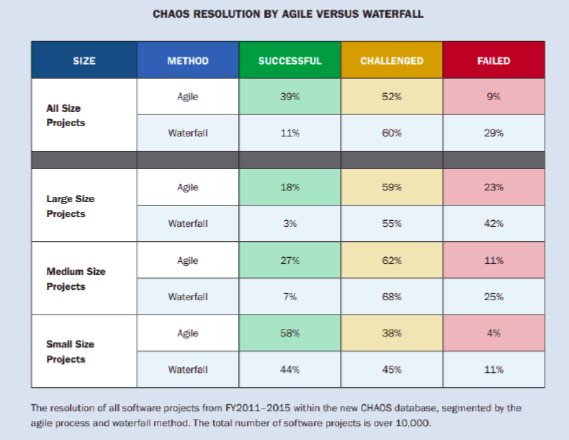 CHAOS RESOLUTION BY AGILE VERSUS WATERFALL
SIZE METHOD SUCCESSFUL CHALLENGED FAILED
All Size
Projects
Agile 39% 52% 9%
Waterfall 11% 60% 29%
Large Size
Projects
Agile 18% 59% 23%
Waterfall 3% 55% 42%
Medium Size
Projects
Agile 27% 62% 11%
Waterfall 7% 68% 25%
Small Size
Projects
Agile 58% 38% 4%
Waterfall 44% 45% 11%
The resolution of all software projects from FY2011–2015 within the new CHAOS database, segmented by the
agile process and waterfall method. The total number of software projects is over 10,000.